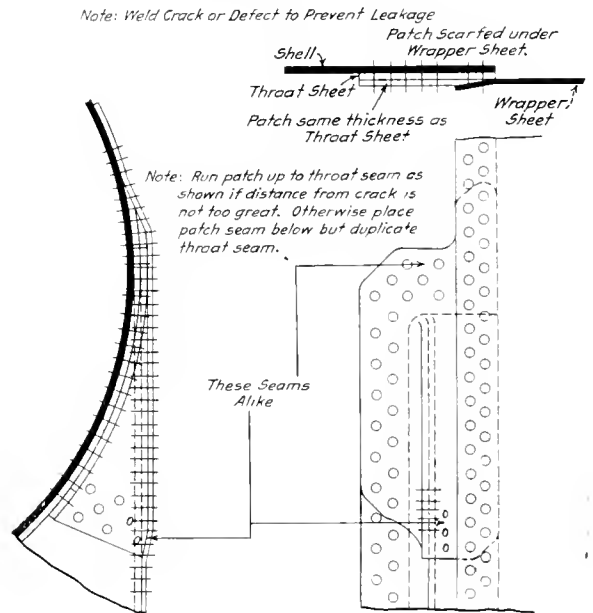 Note: Weld Crack or Defect to Prevent Leakage
Patch Scarfed under
Wrapper Sheet.
Shell
Throat Sheet
Patch same thickness as
Throat Sheet
Wrapper
Sheet
Note: Run patch up to throat seam as
shown if distance from crack is
not too great. Otherwise place
patch seam below but duplicate
throat seam.
These Seams
Alike